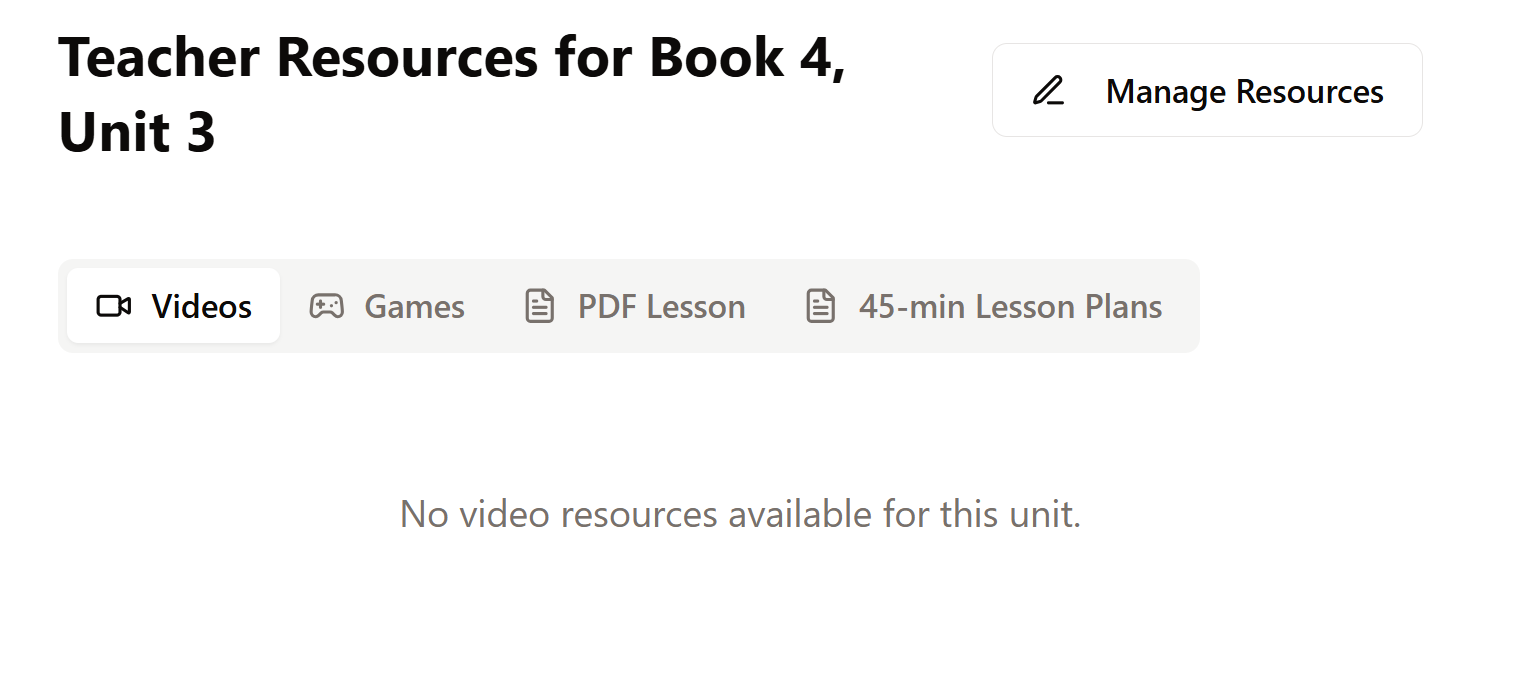 Teacher Resources for Book 4,
Unit 3
Manage Resources
Videos
Games
PDF Lesson
45-min Lesson Plans
No video resources available for this unit.